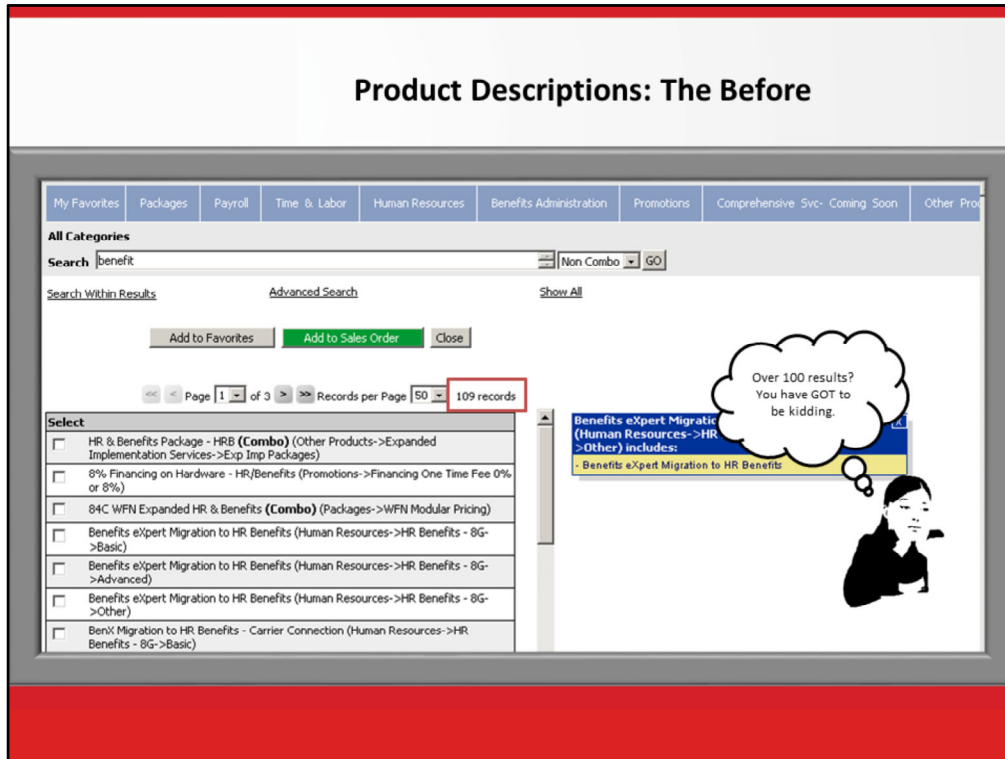 Product Descriptions: The Before
My Favorites Packages Payroll Time & Labor Human Resources Benefits Administration Promotions Comprehensive Svc- Coming Soon Other Prod
All Categories
Search benefit Non Combo GO
Search Within Results Advanced Search Show All
Add to Favorites Add to Sales Order Close
<< < Page 1 of 3 > >> Records per Page 50 109 records
Over 100 results?
You have GOT to
be kidding.
Select
HR & Benefits Package - HRB (Combo) (Other Products->Expanded
Implementation Services->Exp Imp Packages)
8% Financing on Hardware - HR/Benefits (Promotions->Financing One Time Fee 0%
or 8%)
84C WFN Expanded HR & Benefits (Combo) (Packages->WFN Modular Pricing)
Benefits eXpert Migration to HR Benefits (Human Resources->HR Benefits - 8G-
>Basic)
Benefits eXpert Migration to HR Benefits (Human Resources->HR Benefits - 8G-
>Advanced)
Benefits eXpert Migration to HR Benefits (Human Resources->HR Benefits - 8G-
>Other)
BenX Migration to HR Benefits - Carrier Connection (Human Resources->HR
Benefits - 8G->Basic)
Benefits eXpert Migratio X
(Human Resources->HR
>Other) includes:
- Benefits eXpert Migration to HR Benefits